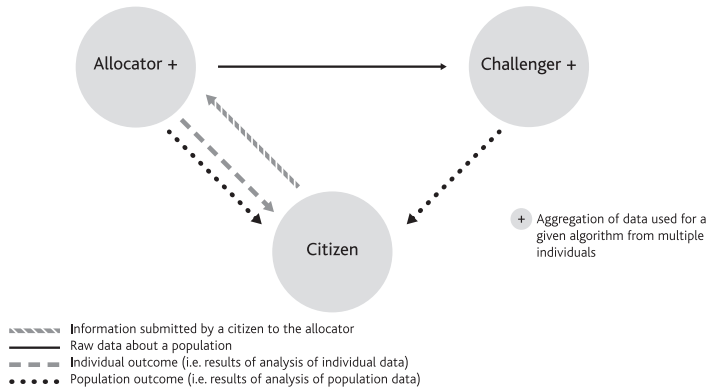 Allocator +
Challenger +
Citizen
+ Aggregation of data used for a
given algorithm from multiple
individuals
Information submitted by a citizen to the allocator
Raw data about a population
Individual outcome (i.e. results of analysis of individual data)
Population outcome (i.e. results of analysis of population data)